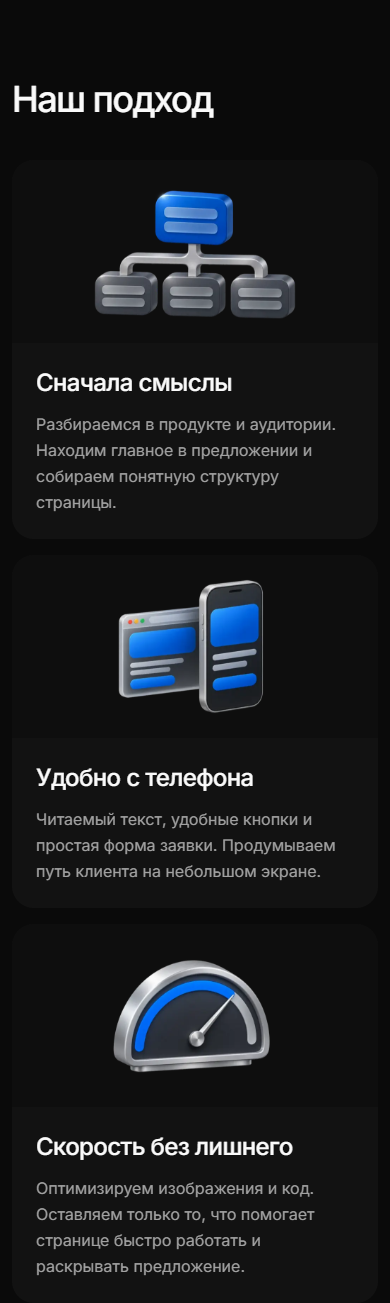 Наш подход
Сначала смыслы
Разбираемся в продукте и аудитории.
Находим главное в предложении и
собираем понятную структуру
страницы.
Удобно с телефона
Читаемый текст, удобные кнопки и
простая форма заявки. Продумываем
путь клиента на небольшом экране.
Скорость без лишнего
Оптимизируем изображения и код.
Оставляем только то, что помогает
странице быстро работать и
раскрывать предложение.